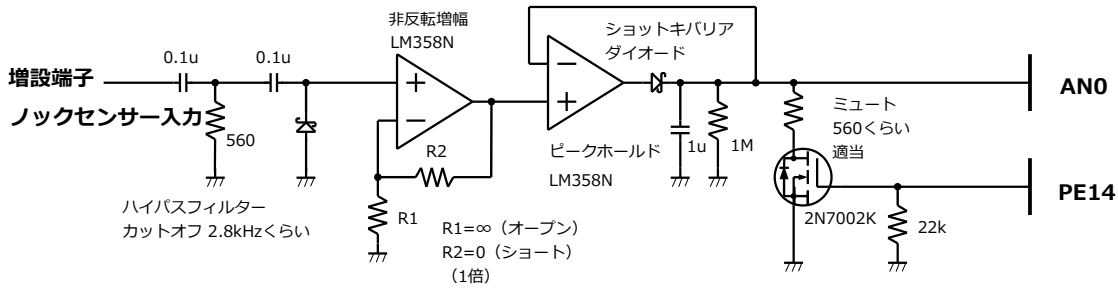 非反転増幅
LM358N
ショットキバリア
ダイオード
0.1u
0.1u
増設端子
ノックセンサー入力
560
R2
R1
ハイパスフィルター
カットオフ 2.8kHzくらい
R1=∞（オープン）
R2=0（ショート）
（1倍）
ピークホールド
LM358N
1u
1M
ミュート
560くらい
適当
2N7002K
22k
AN0
PE14